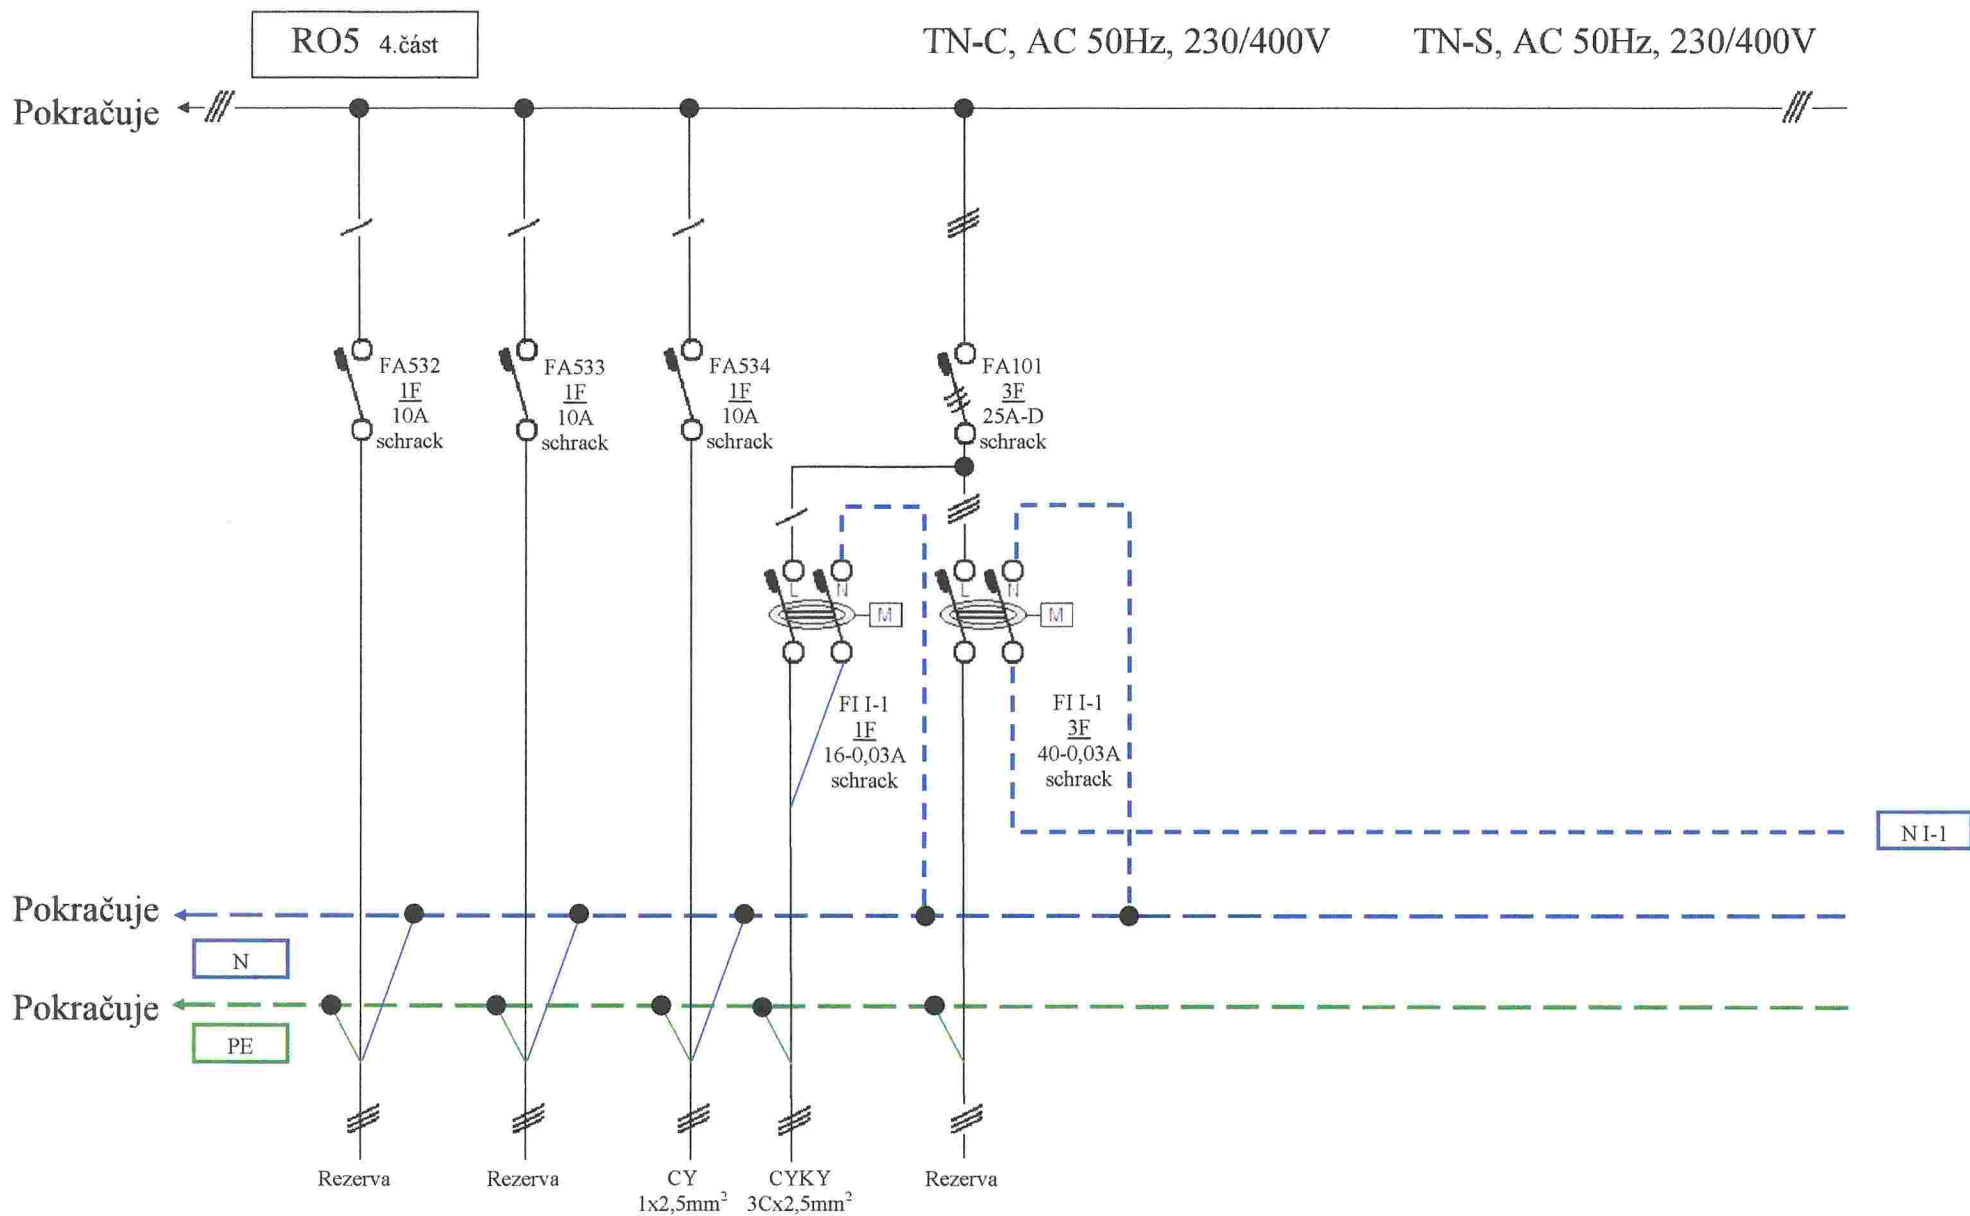 RO5 4.část
TN-C, AC 50Hz, 230/400V
TN-S, AC 50Hz, 230/400V
Pokračuje
FA532
1F
10A
schrack
FA533
1F
10A
schrack
FA534
1F
10A
schrack
FA101
3F
25A-D
schrack
L
N
M
L
N
M
FI I-1
1F
16-0,03A
schrack
FI I-1
3F
40-0,03A
schrack
N I-1
Pokračuje
N
Pokračuje
PE
Rezerva
Rezerva
CY
1x2,5mm²
CYKY
3Cx2,5mm²
Rezerva